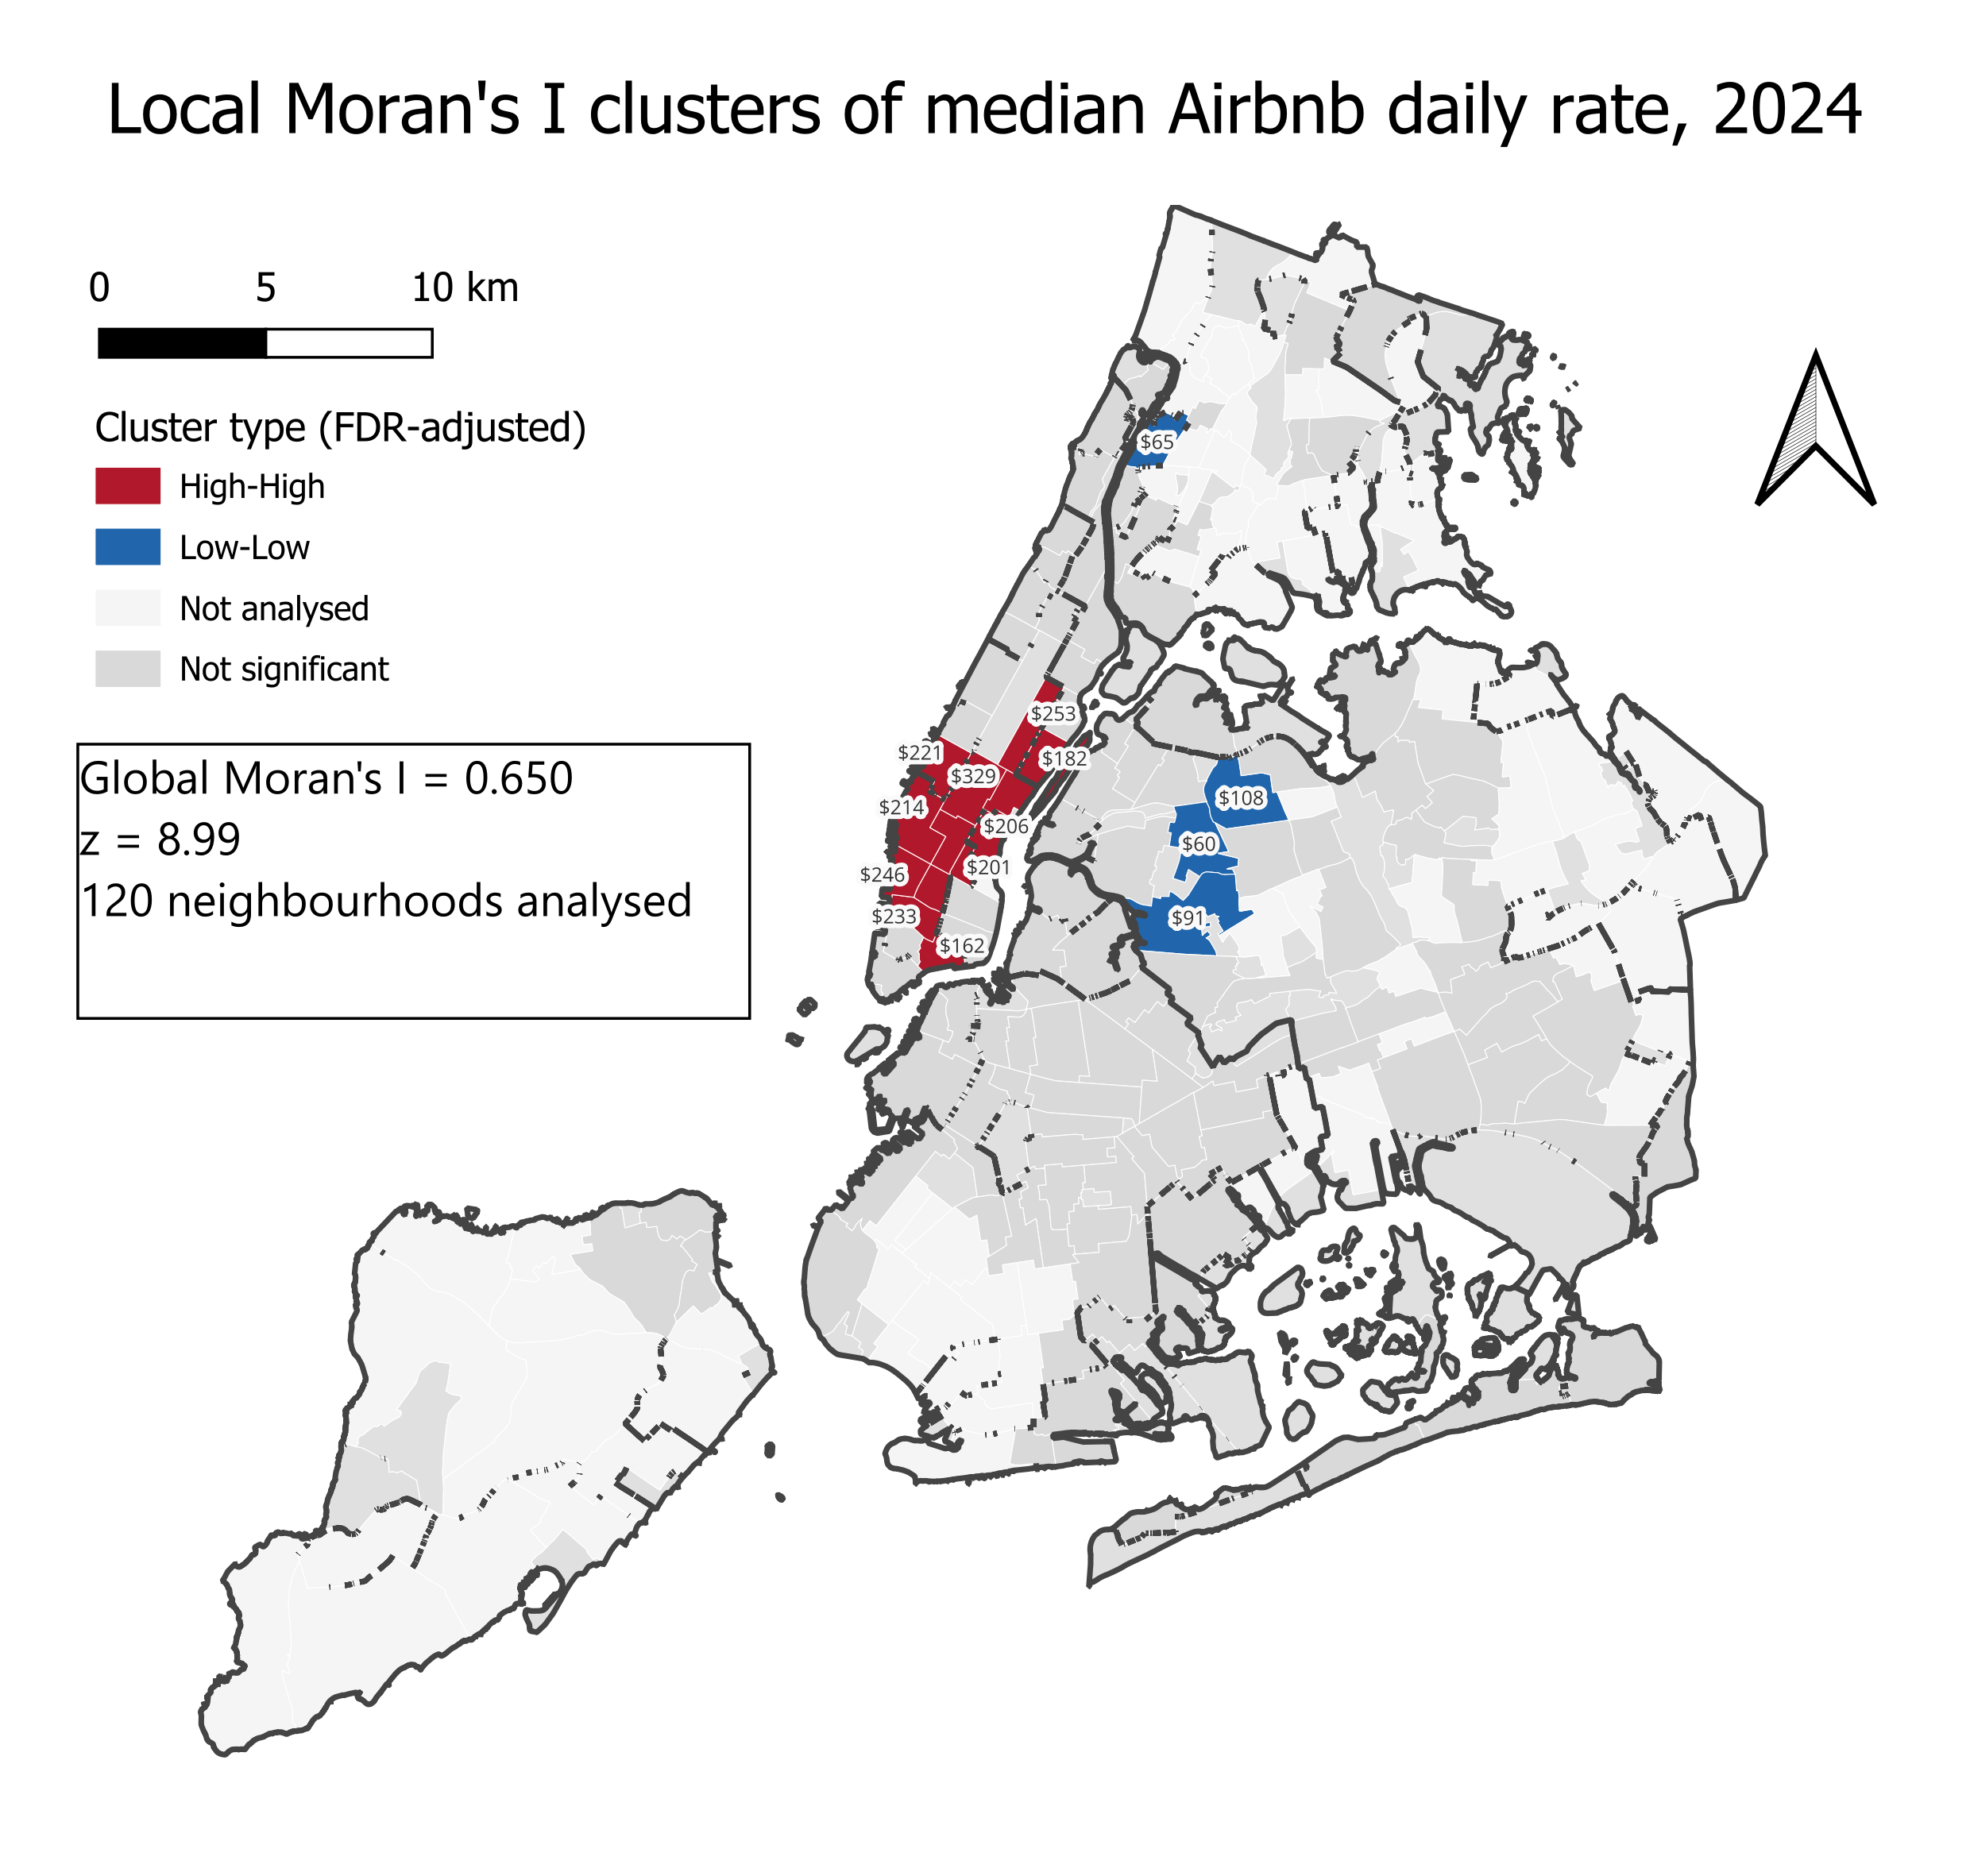 Local Moran's I clusters of median Airbnb daily rate, 2024
0 5 10 km
Cluster type (FDR-adjusted)
High-High
Low-Low
Not analysed
Not significant
Global Moran's I = 0.650
z = 8.99
120 neighbourhoods analysed
$65
$253
$221
$182
$329
$108
$214
$206
$60
$201
$246
$233
$91
$162